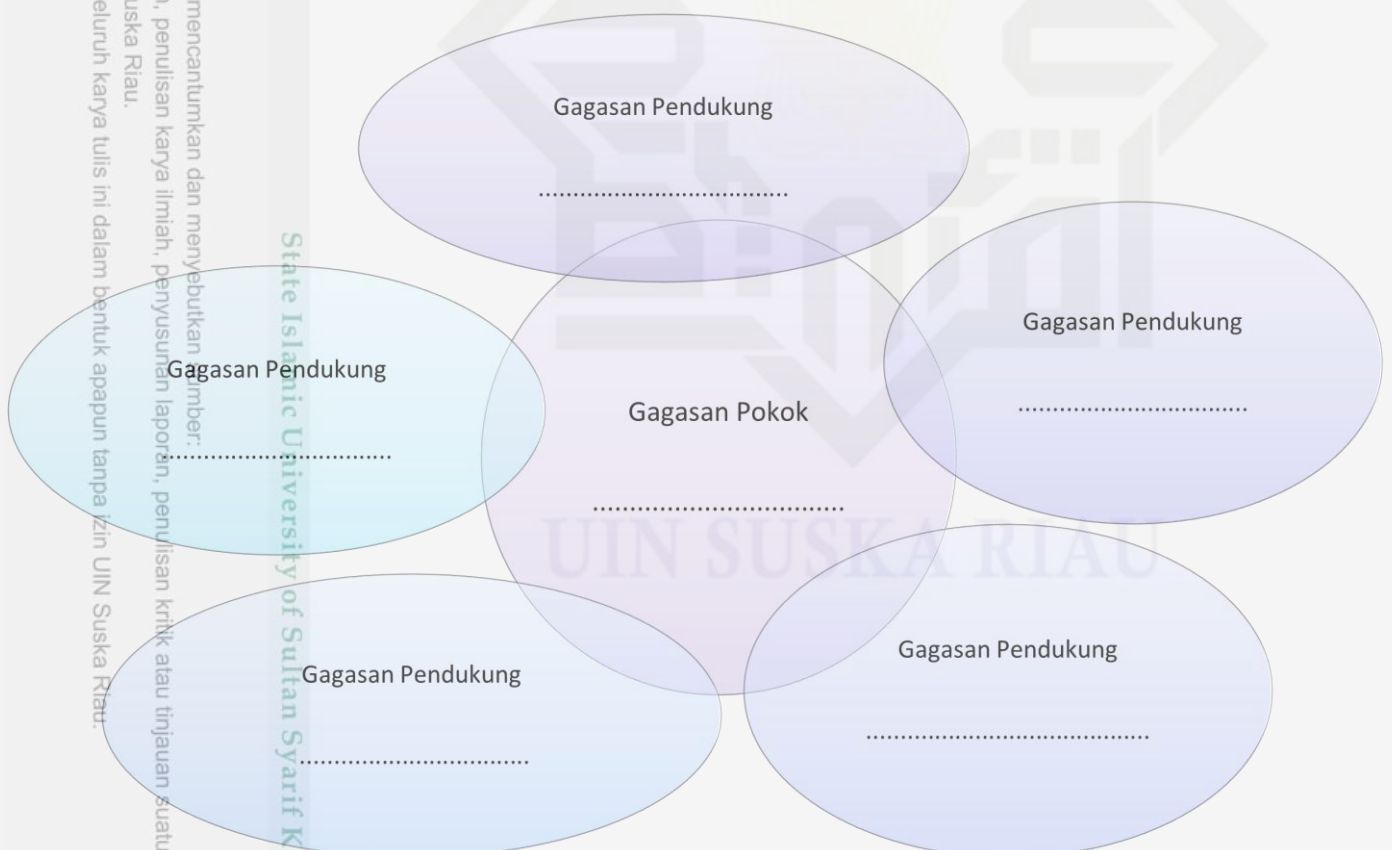 Gagasan Pendukung
....................................
Gagasan Pendukung
.................................
Gagasan Pendukung
.................................
Gagasan Pokok
....................................
Gagasan Pendukung
.................................
Gagasan Pendukung
.........................................
UIN SUSKA RIAU
State Islamic University of Sultan Syarif K
mencantumkan dan menyebutkan sumber:
penulisan karya ilmiah, penyusunan laporan, penulisan kritik atau tinjauan suatu
uska Riau.
eluruh karya tulis ini dalam bentuk apapun tanpa izin UIN Suska Riau.